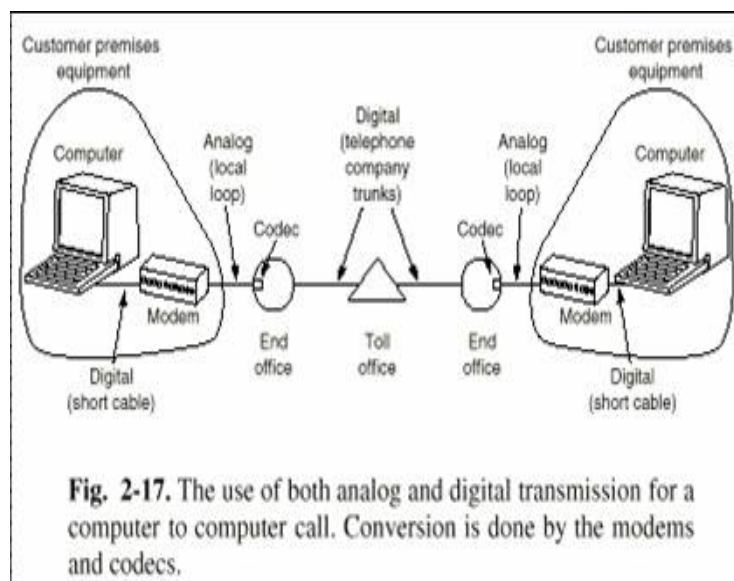 Customer premises
equipment
Customer premises
equipment
Computer
Analog
(local
loop)
Digital
(telephone
company
trunks)
Analog
(local
loop)
Computer
Codec
Codec
Modem
Modem
End
office
Toll
office
End
office
Digital
(short cable)
Digital
(short cable)
Fig. 2-17. The use of both analog and digital transmission for a
computer to computer call. Conversion is done by the modems
and codecs.